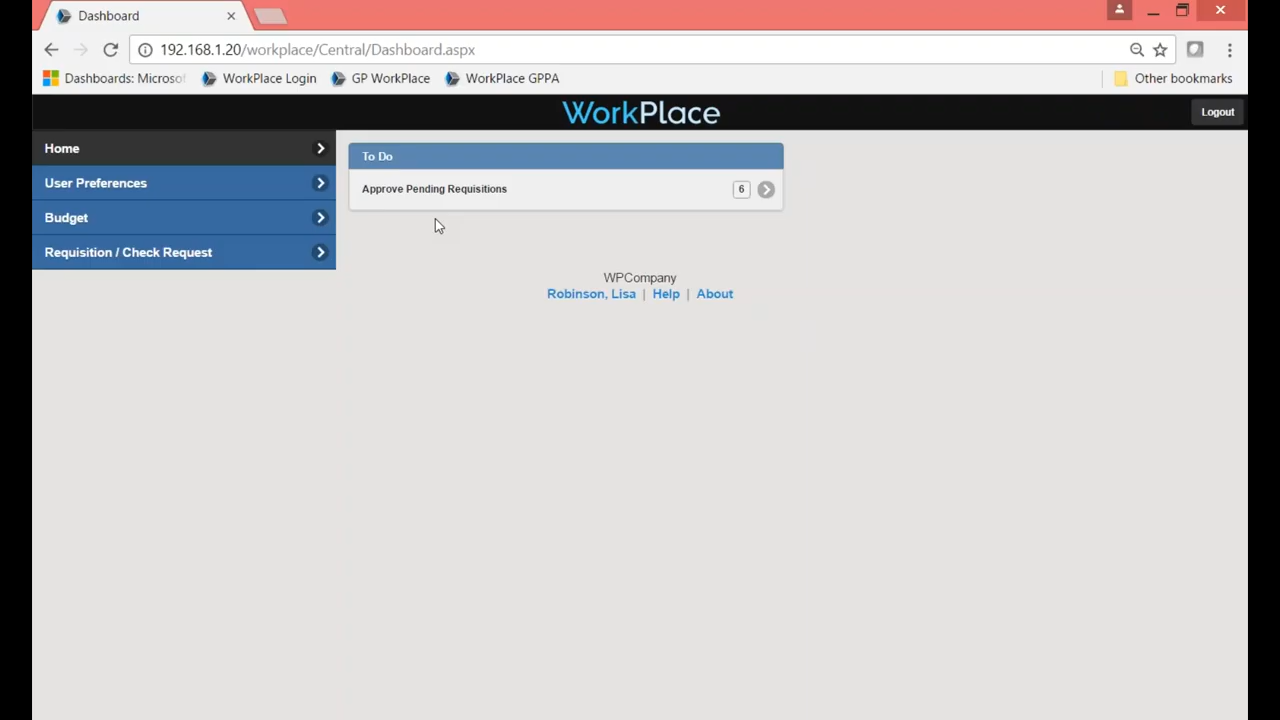 Dashboard
192.168.1.20/workplace/Central/Dashboard.aspx
Dashboards: Microsof WorkPlace Login GP WorkPlace WorkPlace GPPA Other bookmarks
WorkPlace
Logout
Home
User Preferences
Budget
Requisition / Check Request
To Do
Approve Pending Requisitions 6
WPCompany
Robinson, Lisa | Help | About